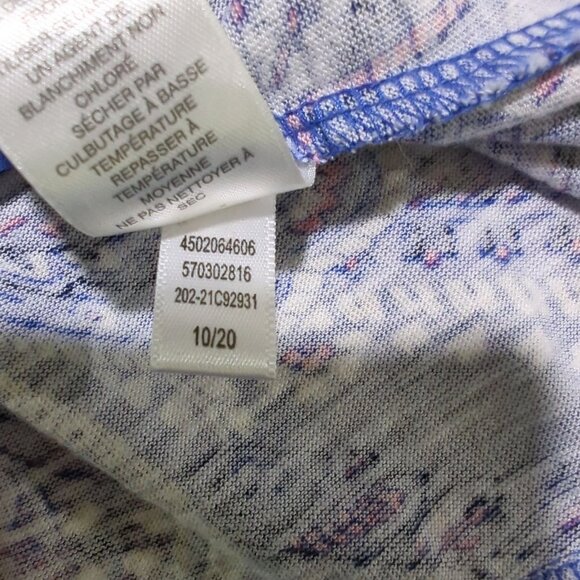 UN AGENT DE
BLANCHIMENT NON
CHLORÉ
SÉCHER PAR
CULBUTAGE À BASSE
TEMPÉRATURE
REPASSER À
TEMPÉRATURE
MOYENNE
NE PAS NETTOYER À
SEC
4502064606
570302816
202-21C92931
10/20